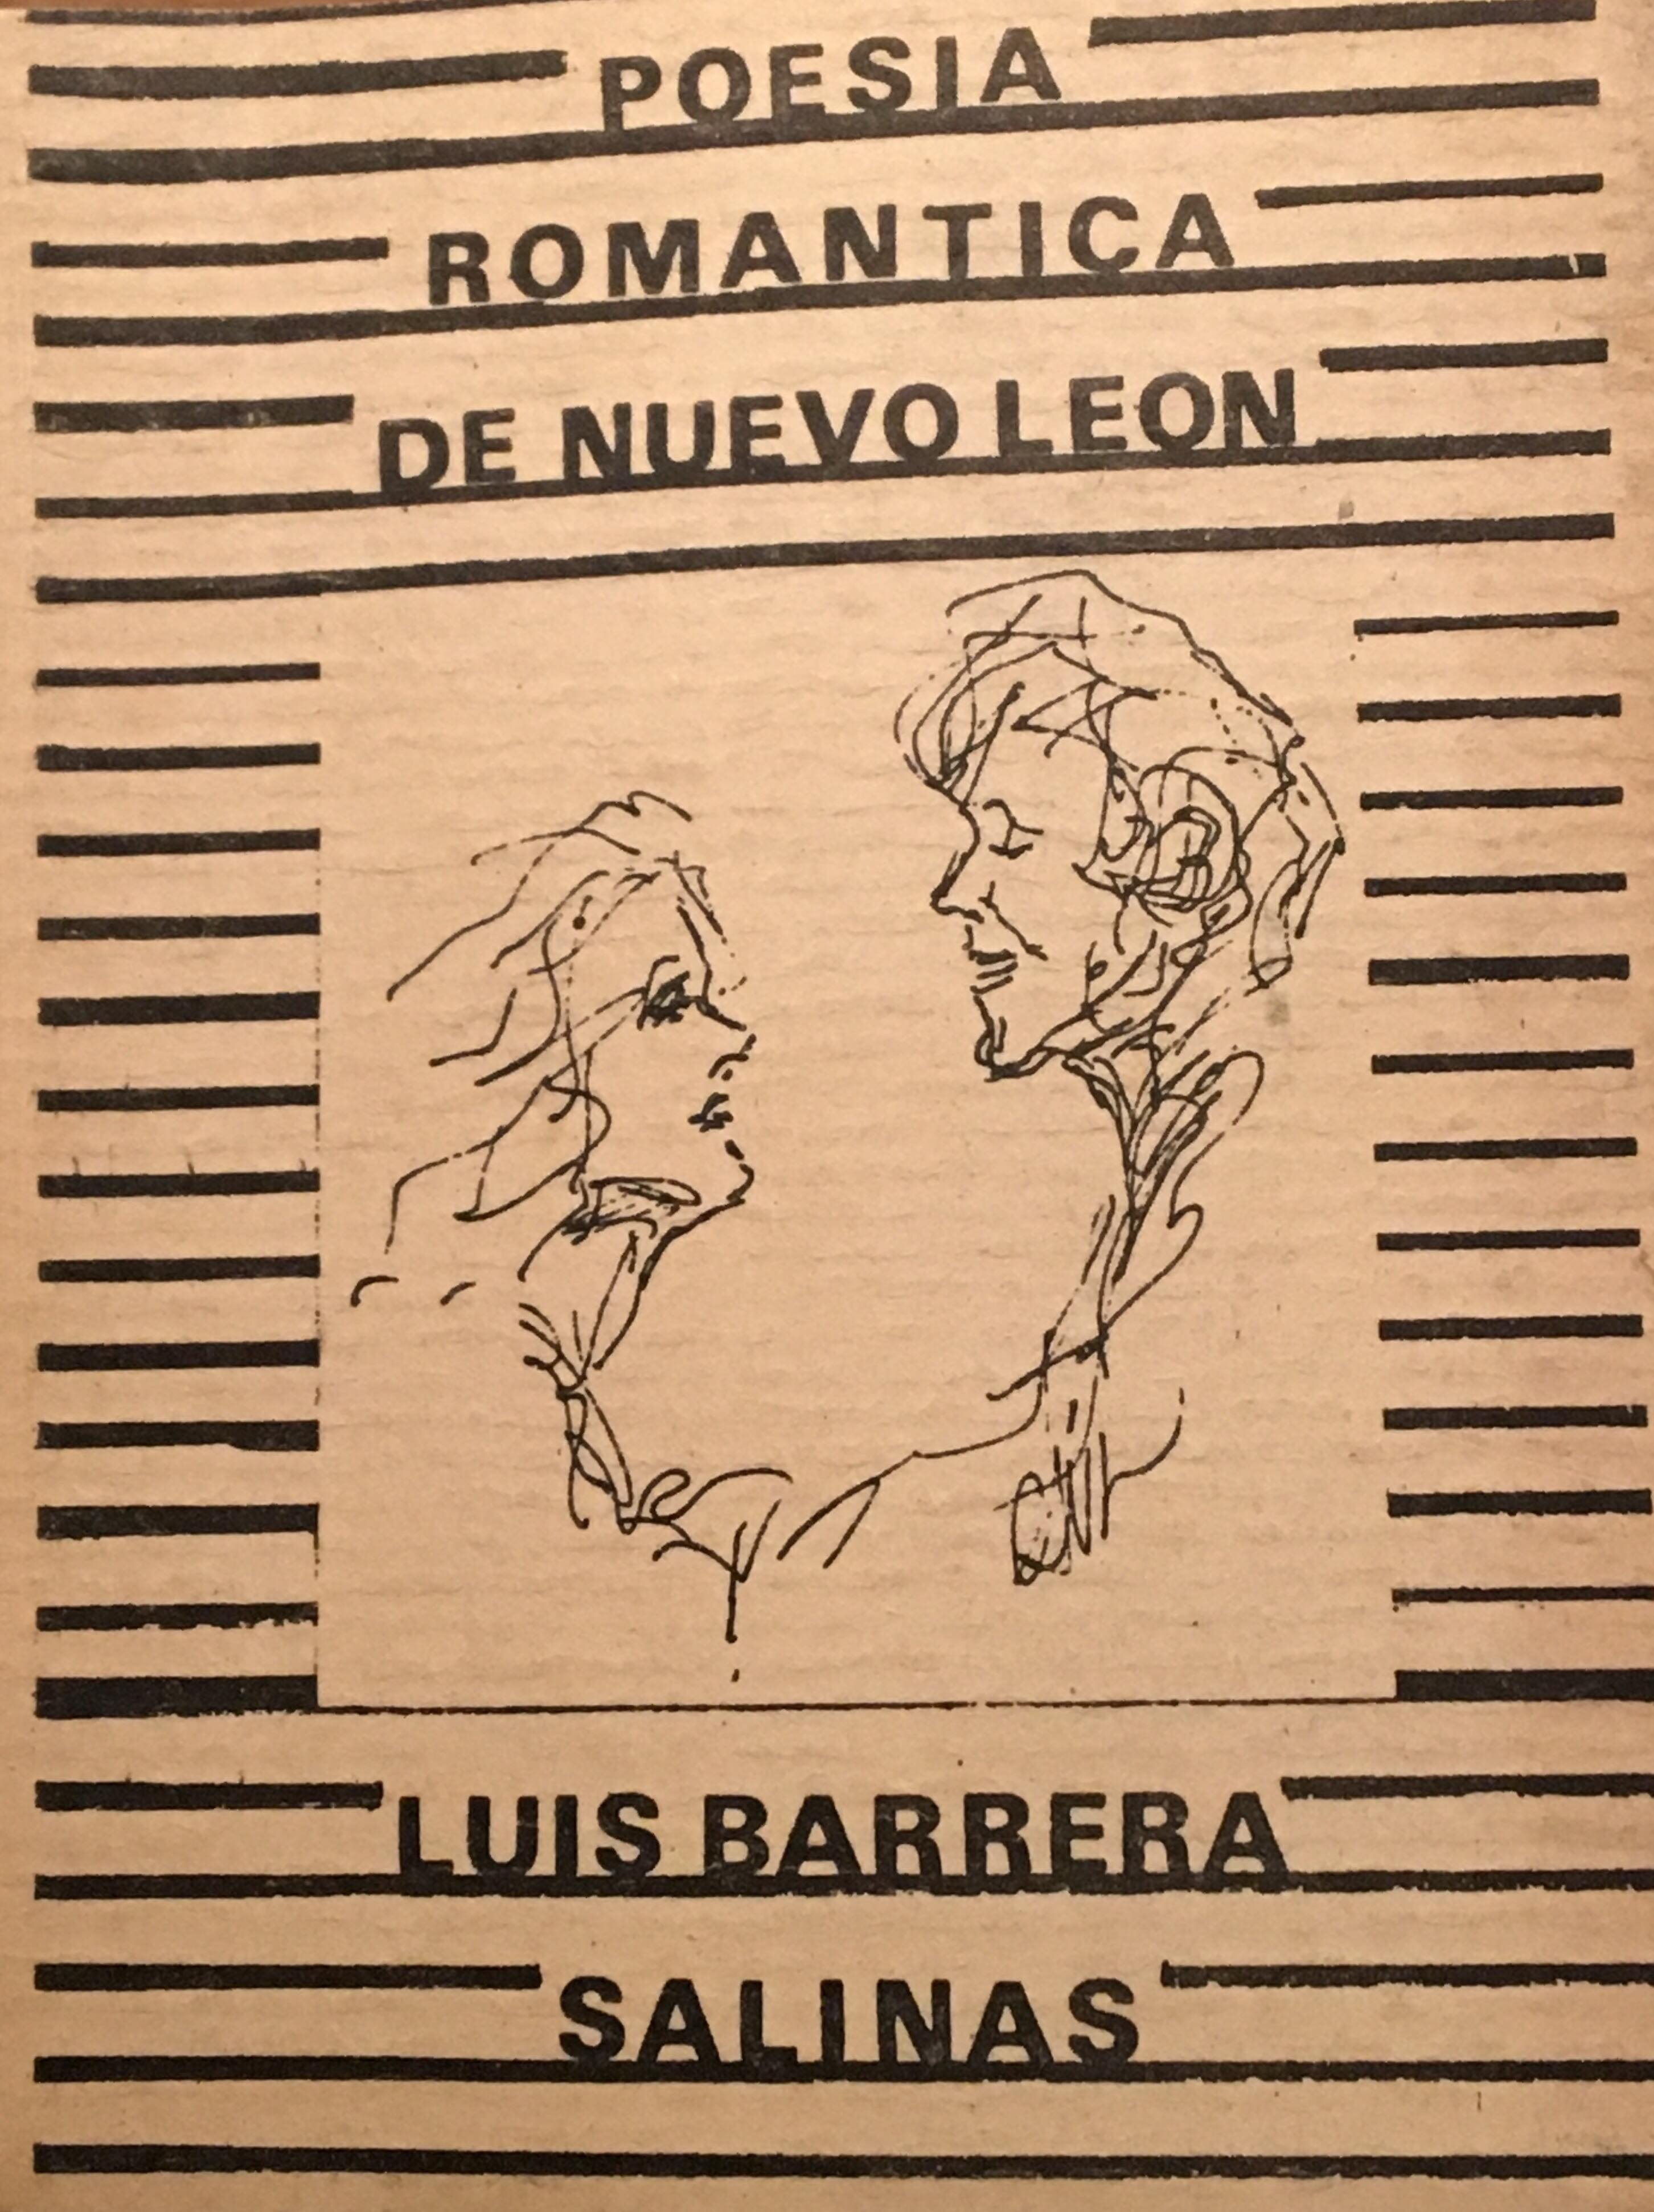 POESIA
ROMANTICA
DE NUEVO LEON
LUIS BARRERA
SALINAS